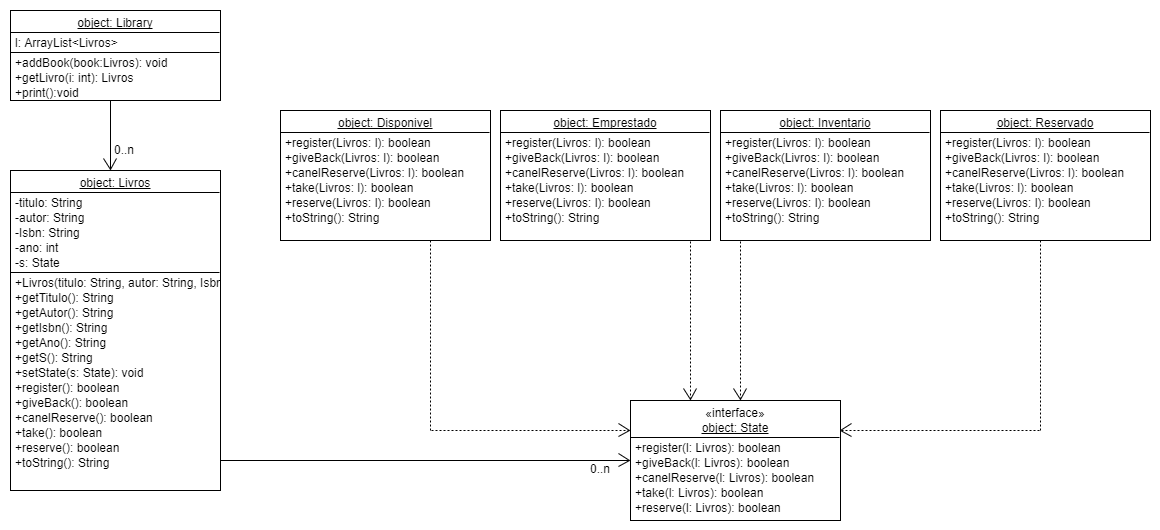 object: Library
l: ArrayList<Livros>
+addBook(book:Livros): void
+getLivro(i: int): Livros
+print():void
0..n
object: Livros
-titulo: String
-autor: String
-Isbn: String
-ano: int
-s: State
+Livros(titulo: String, autor: String, Isbn
+getTitulo(): String
+getAutor(): String
+getIsbn(): String
+getAno(): String
+getS(): String
+setState(s: State): void
+register(): boolean
+giveBack(): boolean
+canelReserve(): boolean
+take(): boolean
+reserve(): boolean
+toString(): String
object: Disponivel
+register(Livros: l): boolean
+giveBack(Livros: l): boolean
+canelReserve(Livros: l): boolean
+take(Livros: l): boolean
+reserve(Livros: l): boolean
+toString(): String
object: Emprestado
+register(Livros: l): boolean
+giveBack(Livros: l): boolean
+canelReserve(Livros: l): boolean
+take(Livros: l): boolean
+reserve(Livros: l): boolean
+toString(): String
object: Inventario
+register(Livros: l): boolean
+giveBack(Livros: l): boolean
+canelReserve(Livros: l): boolean
+take(Livros: l): boolean
+reserve(Livros: l): boolean
+toString(): String
object: Reservado
+register(Livros: l): boolean
+giveBack(Livros: l): boolean
+canelReserve(Livros: l): boolean
+take(Livros: l): boolean
+reserve(Livros: l): boolean
+toString(): String
0..n
«interface»
object: State
+register(l: Livros): boolean
+giveBack(l: Livros): boolean
+canelReserve(l: Livros): boolean
+take(l: Livros): boolean
+reserve(l: Livros): boolean